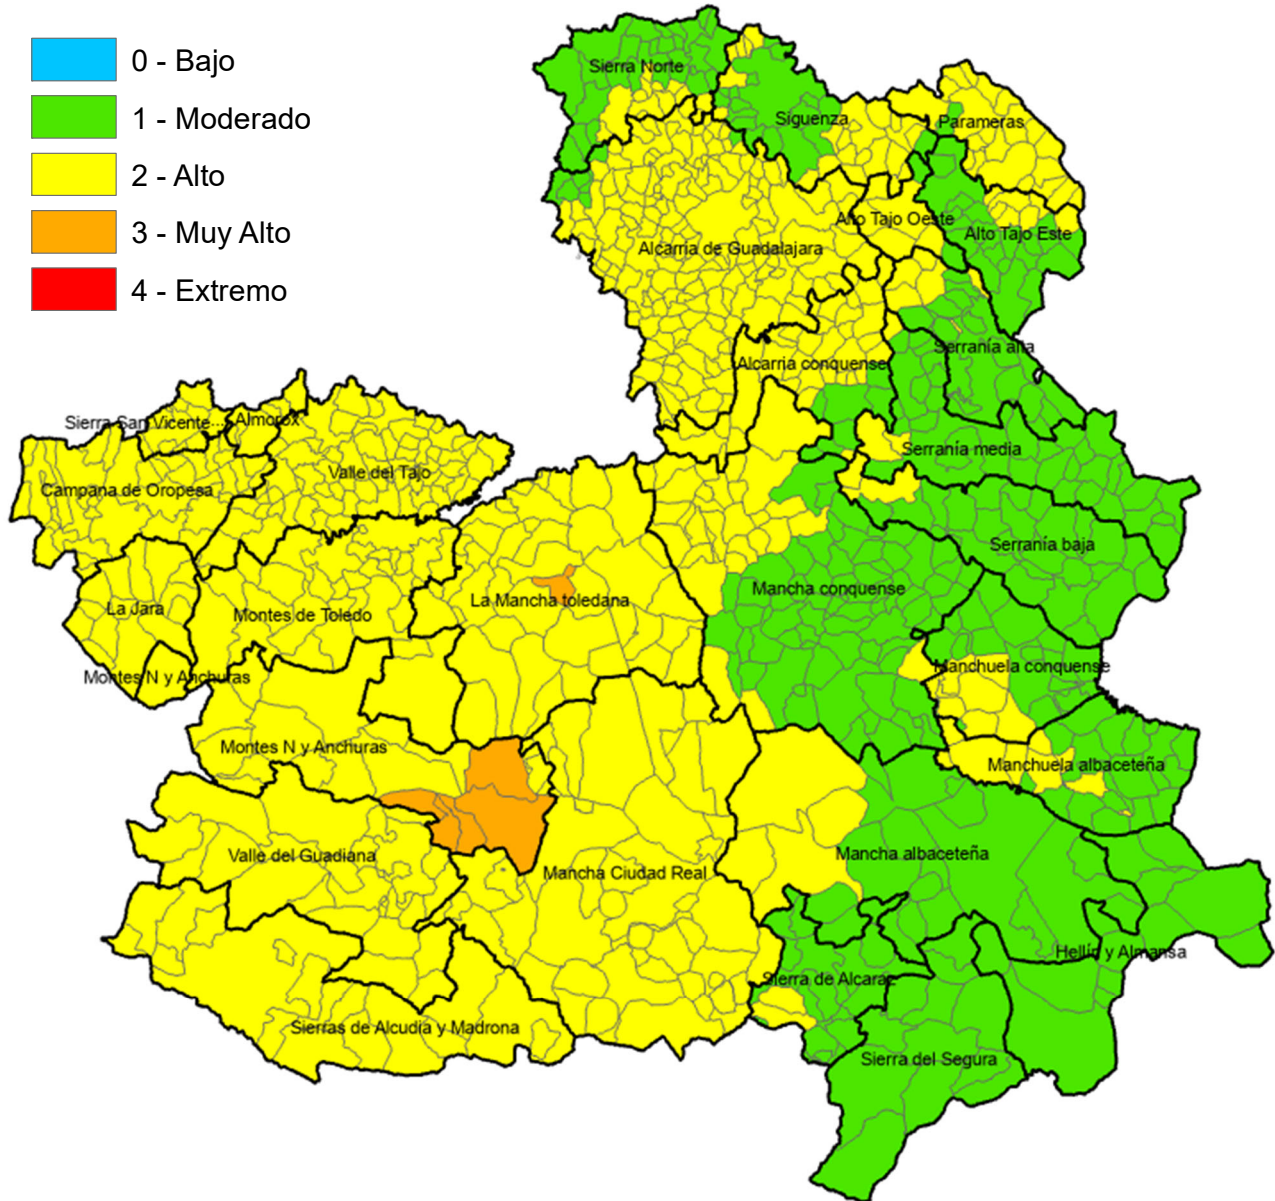 0 - Bajo
1 - Moderado
2 - Alto
3 - Muy Alto
4 - Extremo
Sierra Norte
Sigüenza
Parameras
Alto Tajo Oeste
Alto Tajo Este
Alcarria de Guadalajara
Serranía alta
Alcarria conquense
Sierra San Vicente...
Almorox
Serranía media
Valle del Tajo
Campana de Oropesa
Serranía baja
Mancha conquense
La Mancha toledana
La Jara
Montes de Toledo
Manchuela conquense
Montes N y Anchuras
Montes N y Anchuras
Manchuela albaceteña
Valle del Guadiana
Mancha albaceteña
Mancha Ciudad Real
Hellín y Almansa
Sierra de Alcaraz
Sierras de Alcudia y Madrona
Sierra del Segura